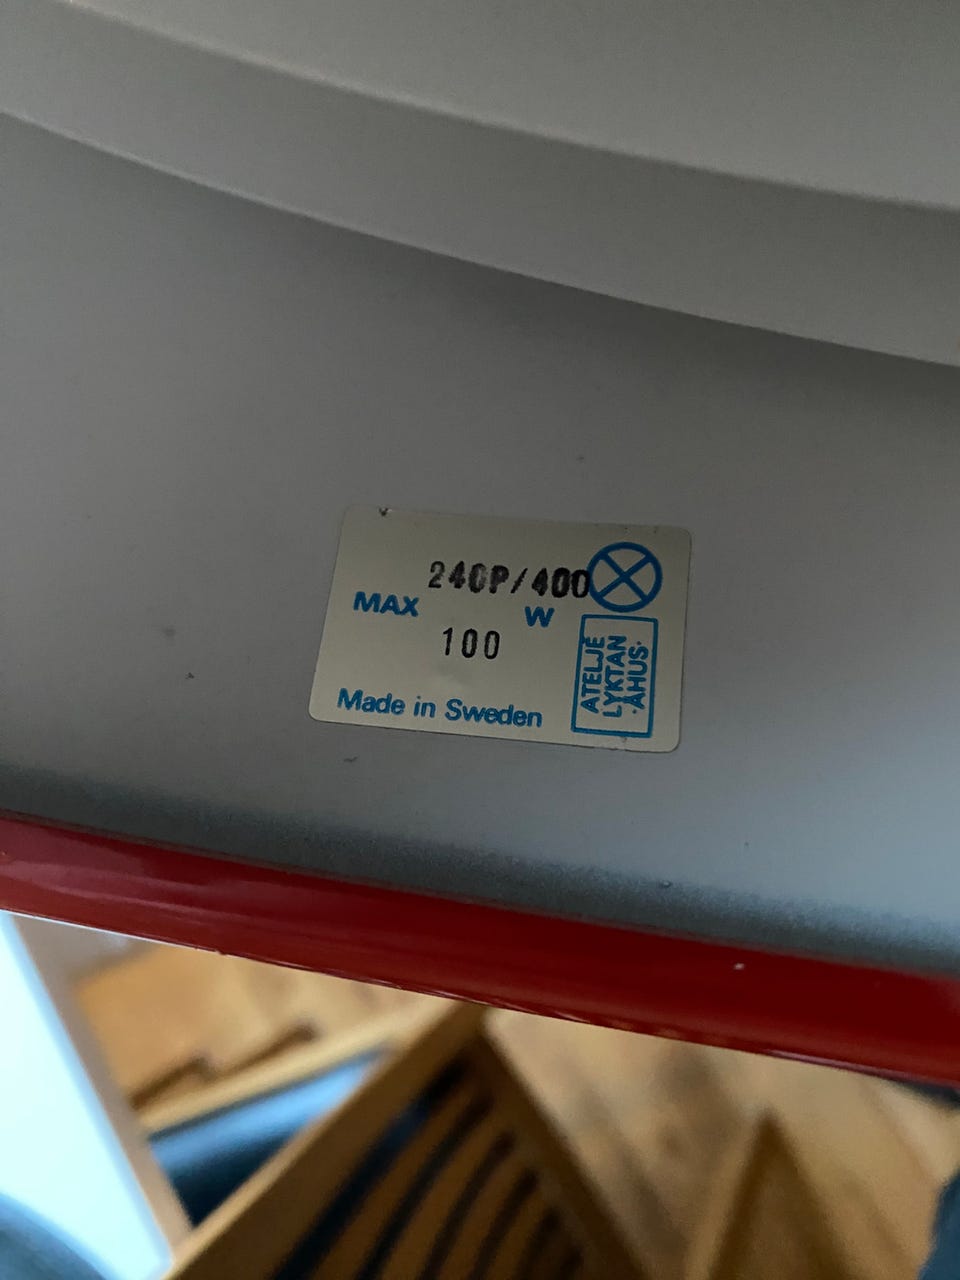 240P/400
MAX W
100
Made in Sweden
ATELJÉ
LYKTAN
·ÅHUS·